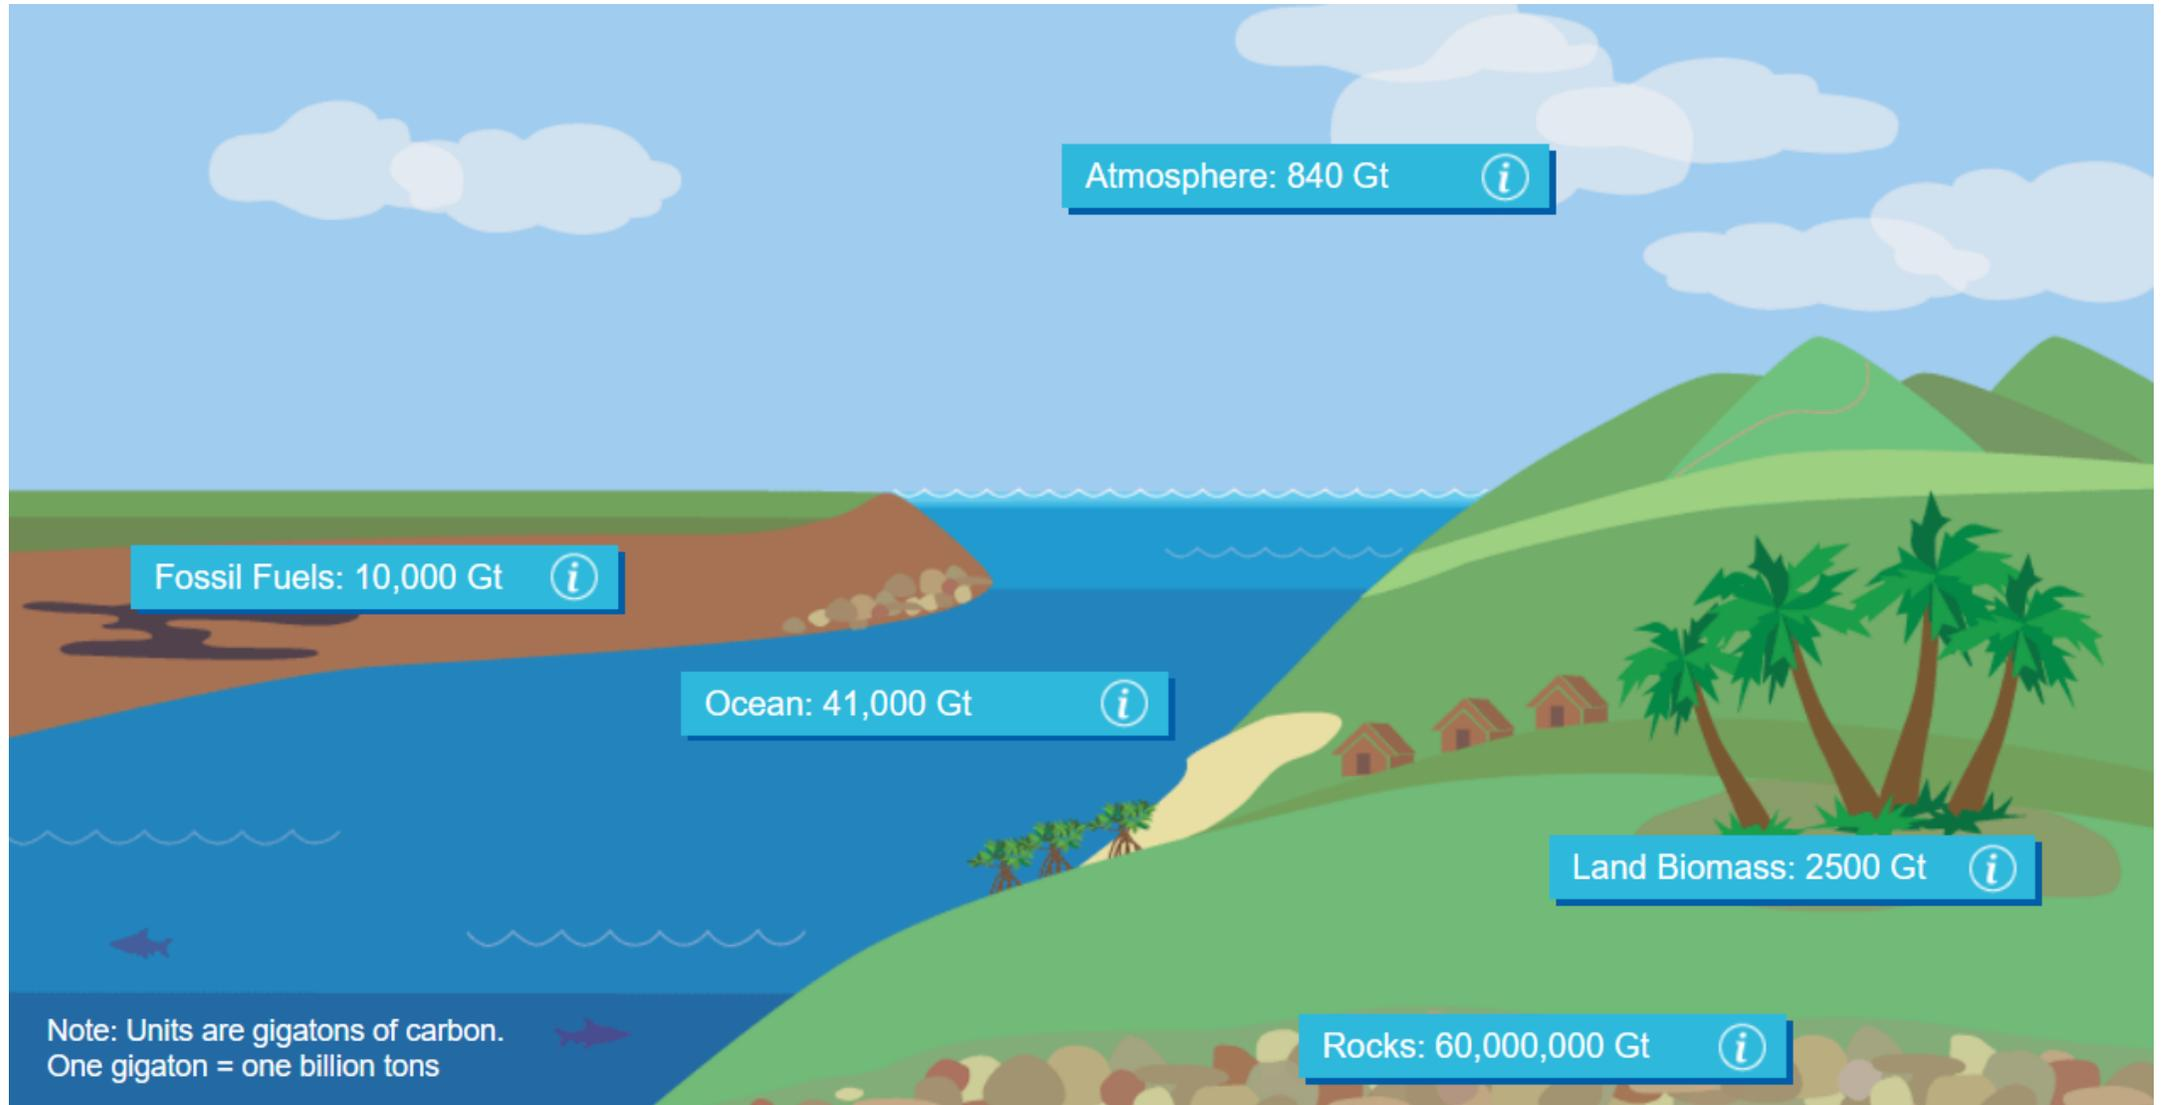 Atmosphere: 840 Gt i
Fossil Fuels: 10,000 Gt i
Ocean: 41,000 Gt i
Land Biomass: 2500 Gt i
Note: Units are gigatons of carbon.
One gigaton = one billion tons
Rocks: 60,000,000 Gt i